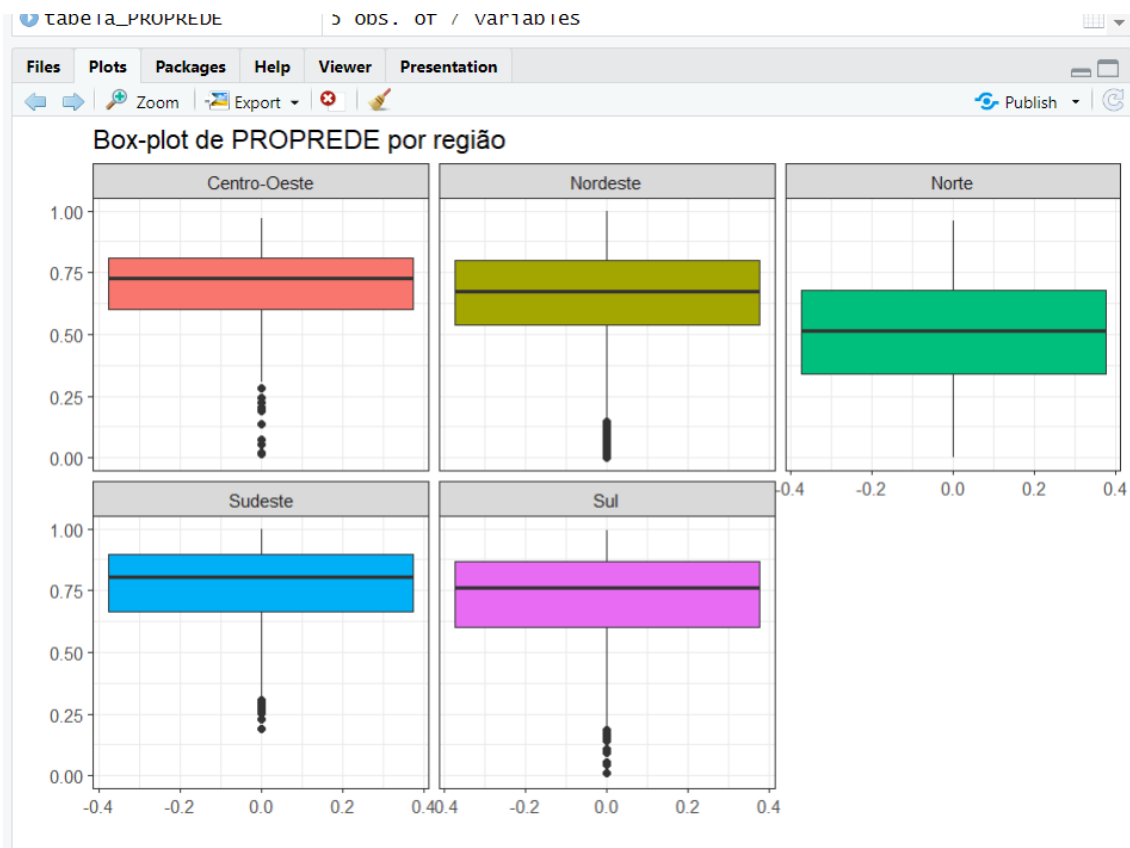 tabela_PROPREDE 5 obs. of 7 variables
Files Plots Packages Help Viewer Presentation
Zoom Export Publish
Box-plot de PROPREDE por região
Centro-Oeste Nordeste Norte
1.00
0.75
0.50
0.25
0.00
-0.4 -0.2 0.0 0.2 0.4
Sudeste Sul
1.00
0.75
0.50
0.25
0.00
-0.4 -0.2 0.0 0.2 0.4 -0.4 -0.2 0.0 0.2 0.4